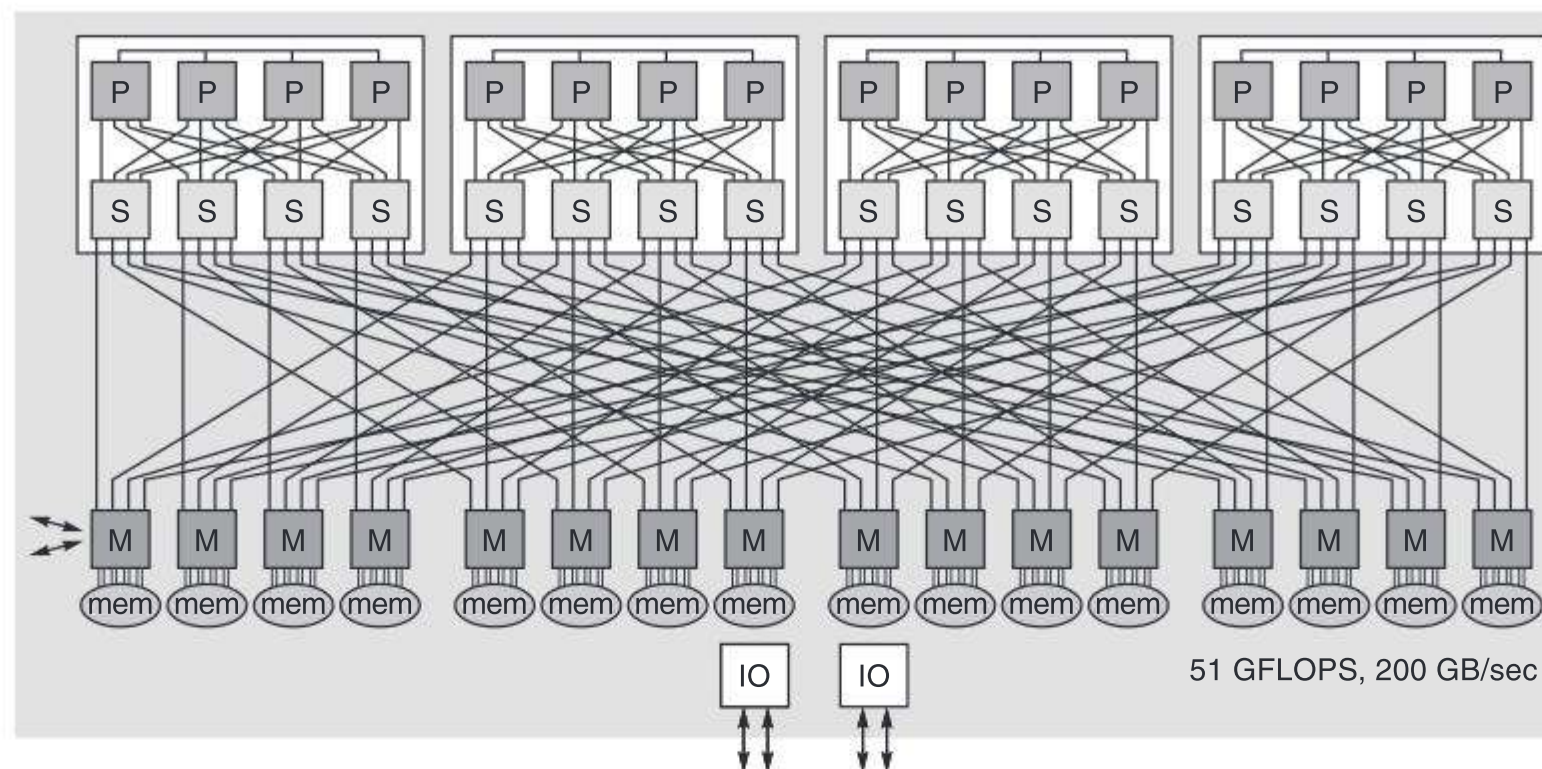 P P P P P P P P P P P P P P P P
S S S S S S S S S S S S S S S S
M M M M M M M M M M M M M M M M
mem mem mem mem mem mem mem mem mem mem mem mem mem mem mem mem
IO IO
51 GFLOPS, 200 GB/sec